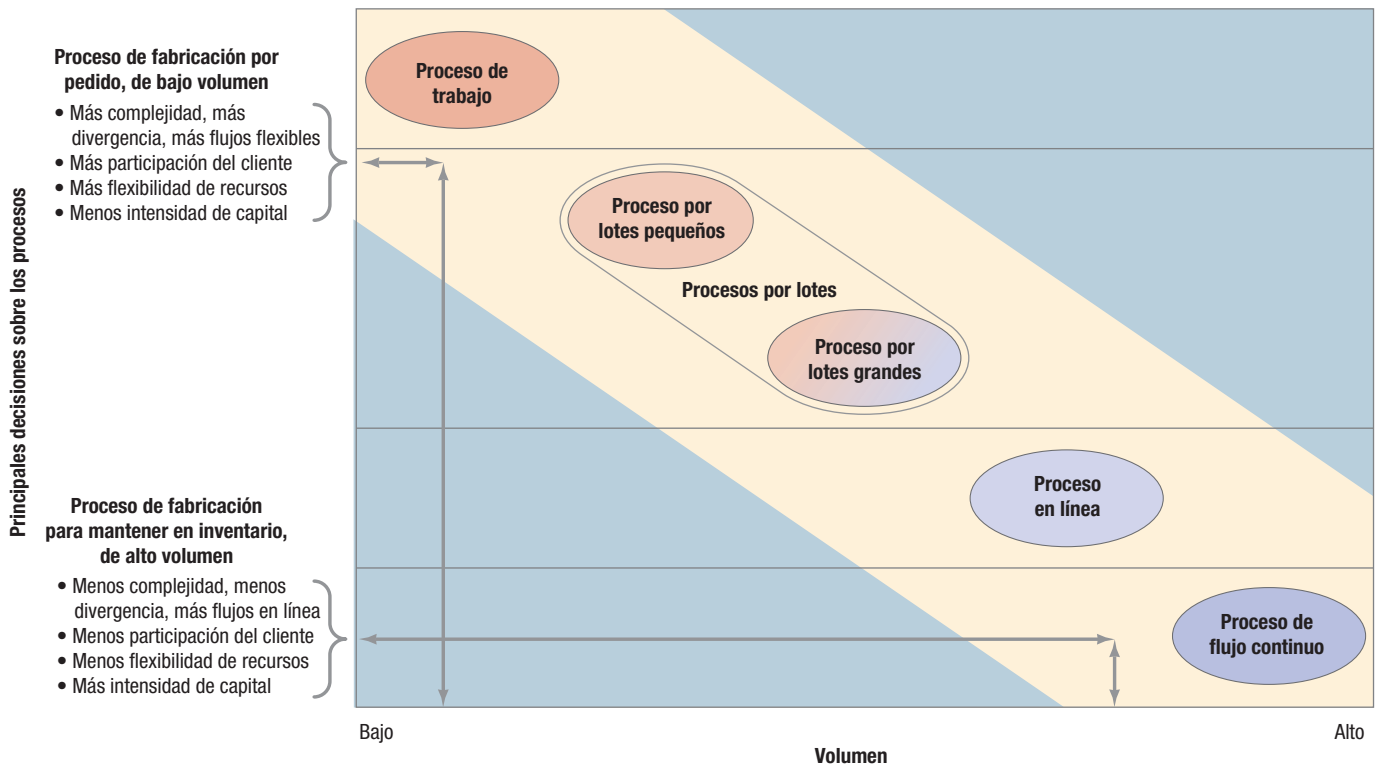 Principales decisiones sobre los procesos
Proceso de fabricación por
pedido, de bajo volumen
• Más complejidad, más
divergencia, más flujos flexibles
• Más participación del cliente
• Más flexibilidad de recursos
• Menos intensidad de capital
Proceso de fabricación
para mantener en inventario,
de alto volumen
• Menos complejidad, menos
divergencia, más flujos en línea
• Menos participación del cliente
• Menos flexibilidad de recursos
• Más intensidad de capital
Proceso de
trabajo
Proceso por
lotes pequeños
Procesos por lotes
Proceso por
lotes grandes
Proceso
en línea
Proceso de
flujo continuo
Bajo
Alto
Volumen